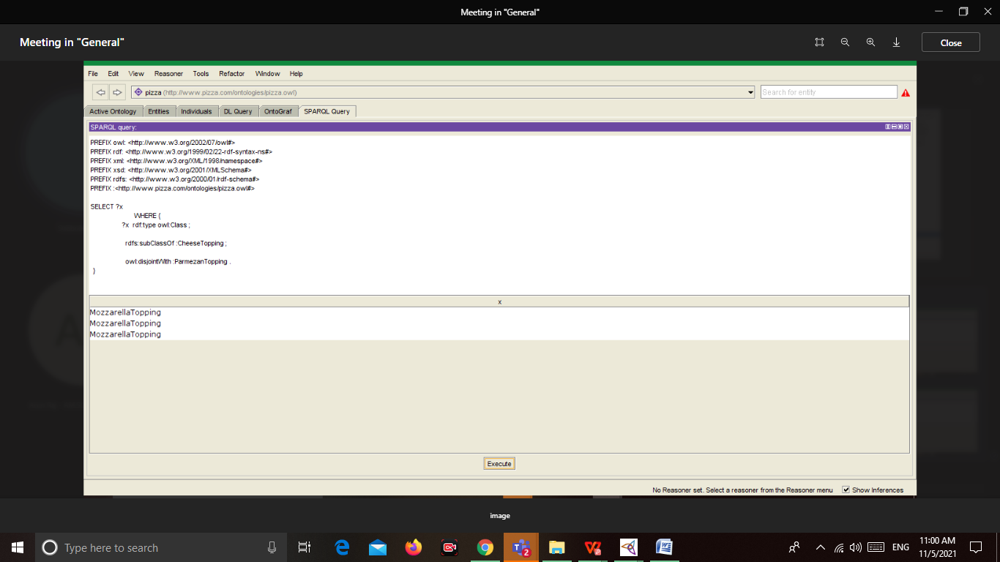 Meeting in "General"
Meeting in "General"
Close
File Edit View Reasoner Tools Refactor Window Help
pizza (http://www.pizza.com/ontologies/pizza.owl)
Search for entity
Active Ontology Entities Individuals DL Query OntoGraf SPARQL Query
SPARQL query:
PREFIX owl: <http://www.w3.org/2002/07/owl#>
PREFIX rdf: <http://www.w3.org/1999/02/22-rdf-syntax-ns#>
PREFIX xml: <http://www.w3.org/XML/1998/namespace#>
PREFIX xsd: <http://www.w3.org/2001/XMLSchema#>
PREFIX rdfs: <http://www.w3.org/2000/01/rdf-schema#>
PREFIX :<http://www.pizza.com/ontologies/pizza.owl#>
SELECT ?x
WHERE {
?x rdf:type owl:Class ;
rdfs:subClassOf :CheeseTopping ;
owl:disjointWith :ParmezanTopping .
}
x
MozzarellaTopping
MozzarellaTopping
MozzarellaTopping
Execute
No Reasoner set. Select a reasoner from the Reasoner menu
Show Inferences
image
Type here to search
2
ENG
11:00 AM
11/5/2021